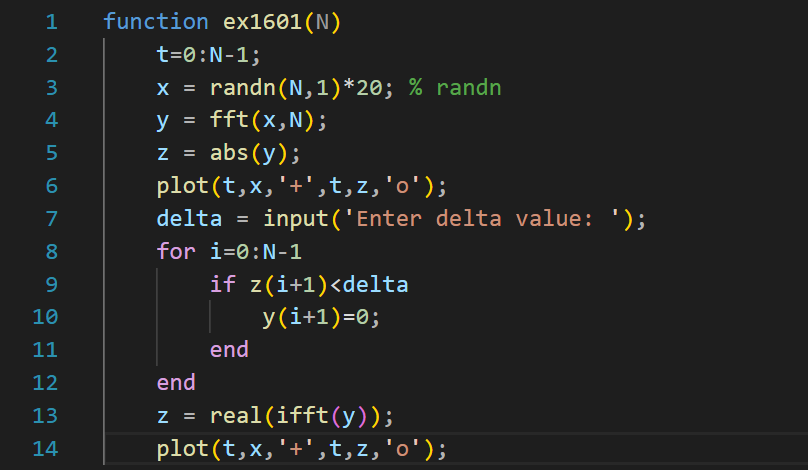 1 function ex1601(N)
2     t=0:N-1;
3     x = randn(N,1)*20; % randn
4     y = fft(x,N);
5     z = abs(y);
6     plot(t,x,'+',t,z,'o');
7     delta = input('Enter delta value: ');
8     for i=0:N-1
9         if z(i+1)<delta
10             y(i+1)=0;
11         end
12     end
13     z = real(ifft(y));
14     plot(t,x,'+',t,z,'o');